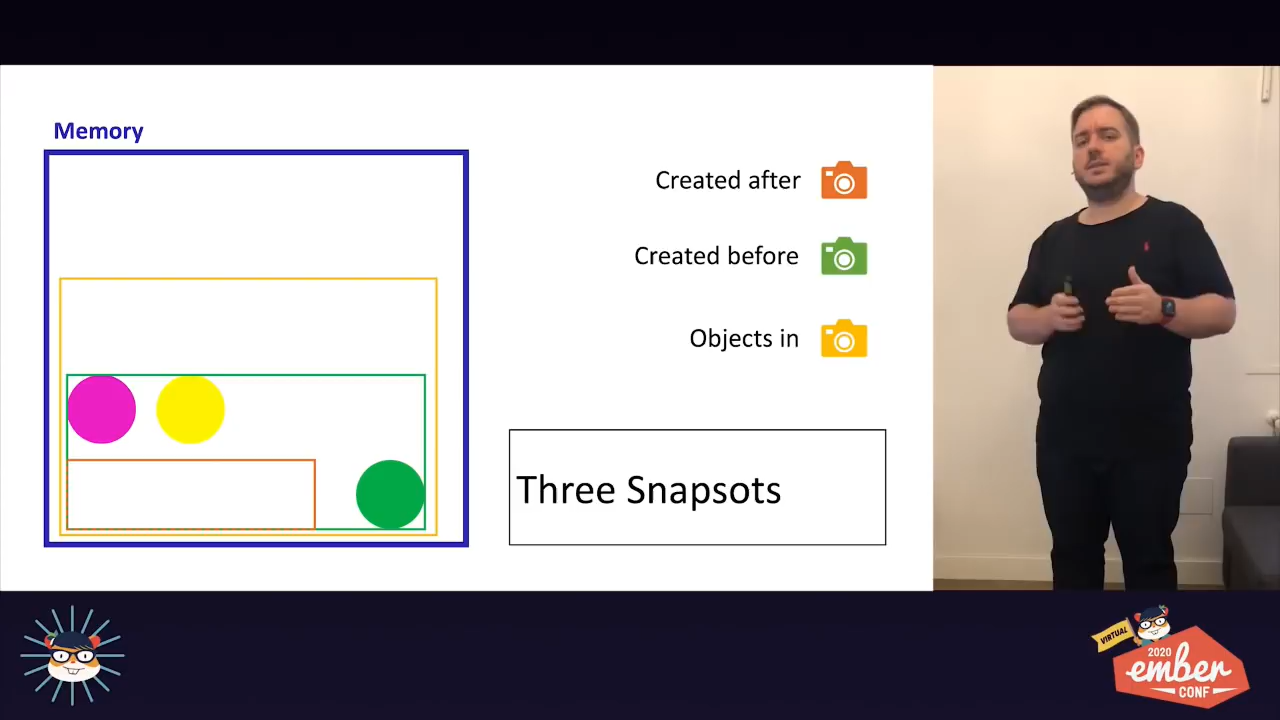 Memory
Created after
Created before
Objects in
Three Snapsots
VIRTUAL
2020
ember
CONF